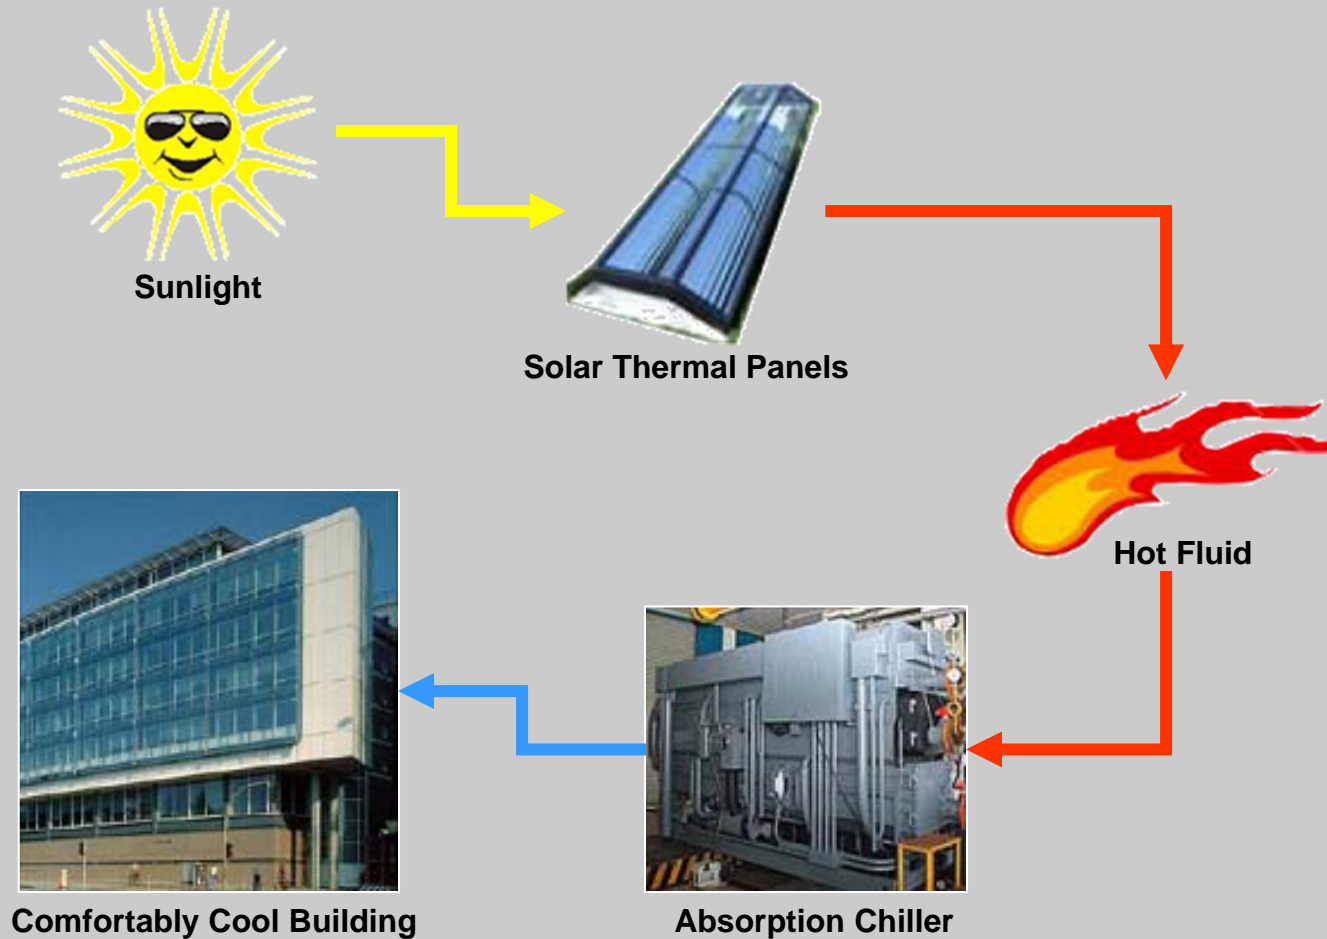 Sunlight
Solar Thermal Panels
Hot Fluid
Comfortably Cool Building
Absorption Chiller